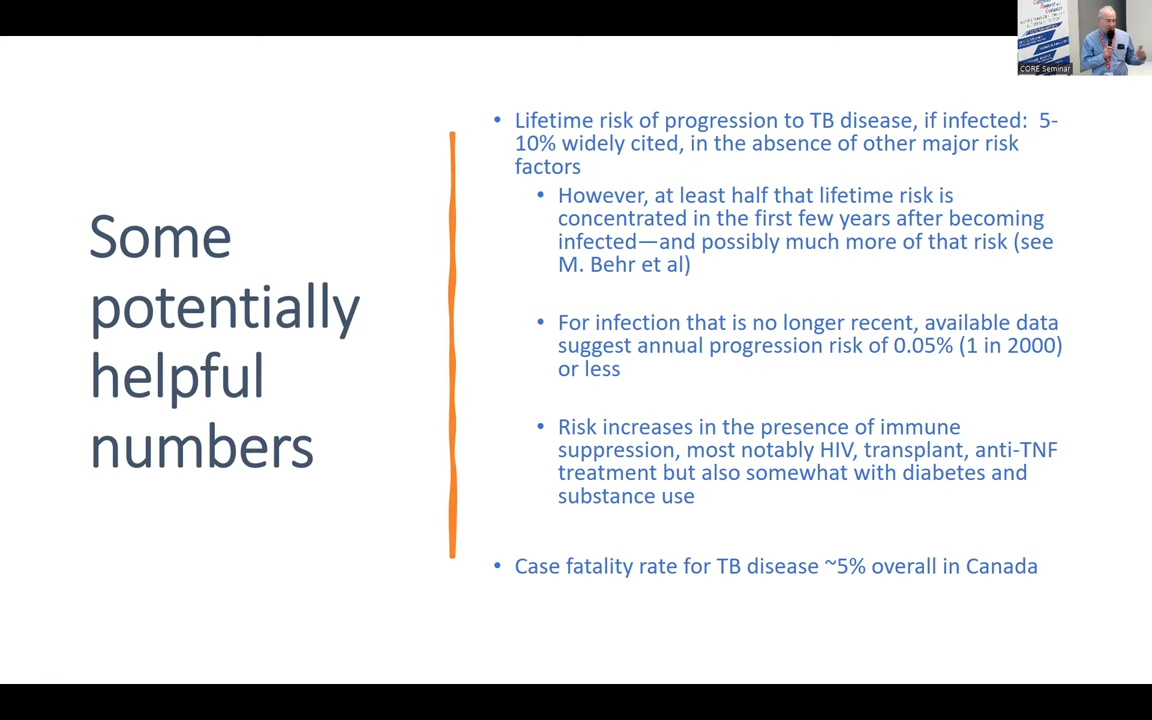 CORE Seminar
Some
potentially
helpful
numbers
• Lifetime risk of progression to TB disease, if infected:  5-
10% widely cited, in the absence of other major risk
factors
• However, at least half that lifetime risk is
concentrated in the first few years after becoming
infected—and possibly much more of that risk (see
M. Behr et al)
• For infection that is no longer recent, available data
suggest annual progression risk of 0.05% (1 in 2000)
or less
• Risk increases in the presence of immune
suppression, most notably HIV, transplant, anti-TNF
treatment but also somewhat with diabetes and
substance use
• Case fatality rate for TB disease ~5% overall in Canada